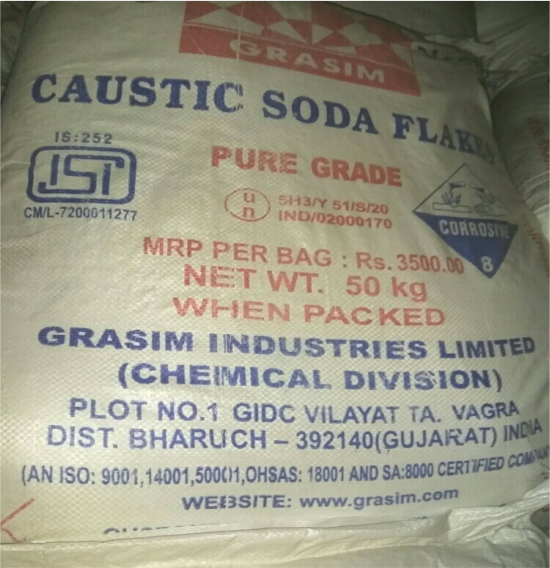 GRASIM
CAUSTIC SODA FLAKES
IS:252
ISI
CM/L-7200011277
PURE GRADE
un
5H3/Y 51/S/20
IND/02000170
CORROSIVE
8
MRP PER BAG : Rs. 3500.00
NET WT. 50 kg
WHEN PACKED
GRASIM INDUSTRIES LIMITED
(CHEMICAL DIVISION)
PLOT NO.1 GIDC VILAYAT TA. VAGRA
DIST. BHARUCH – 392140(GUJARAT) INDIA
(AN ISO: 9001,14001,50001,OHSAS: 18001 AND SA:8000 CERTIFIED COMPAN
WEBSITE: www.grasim.com